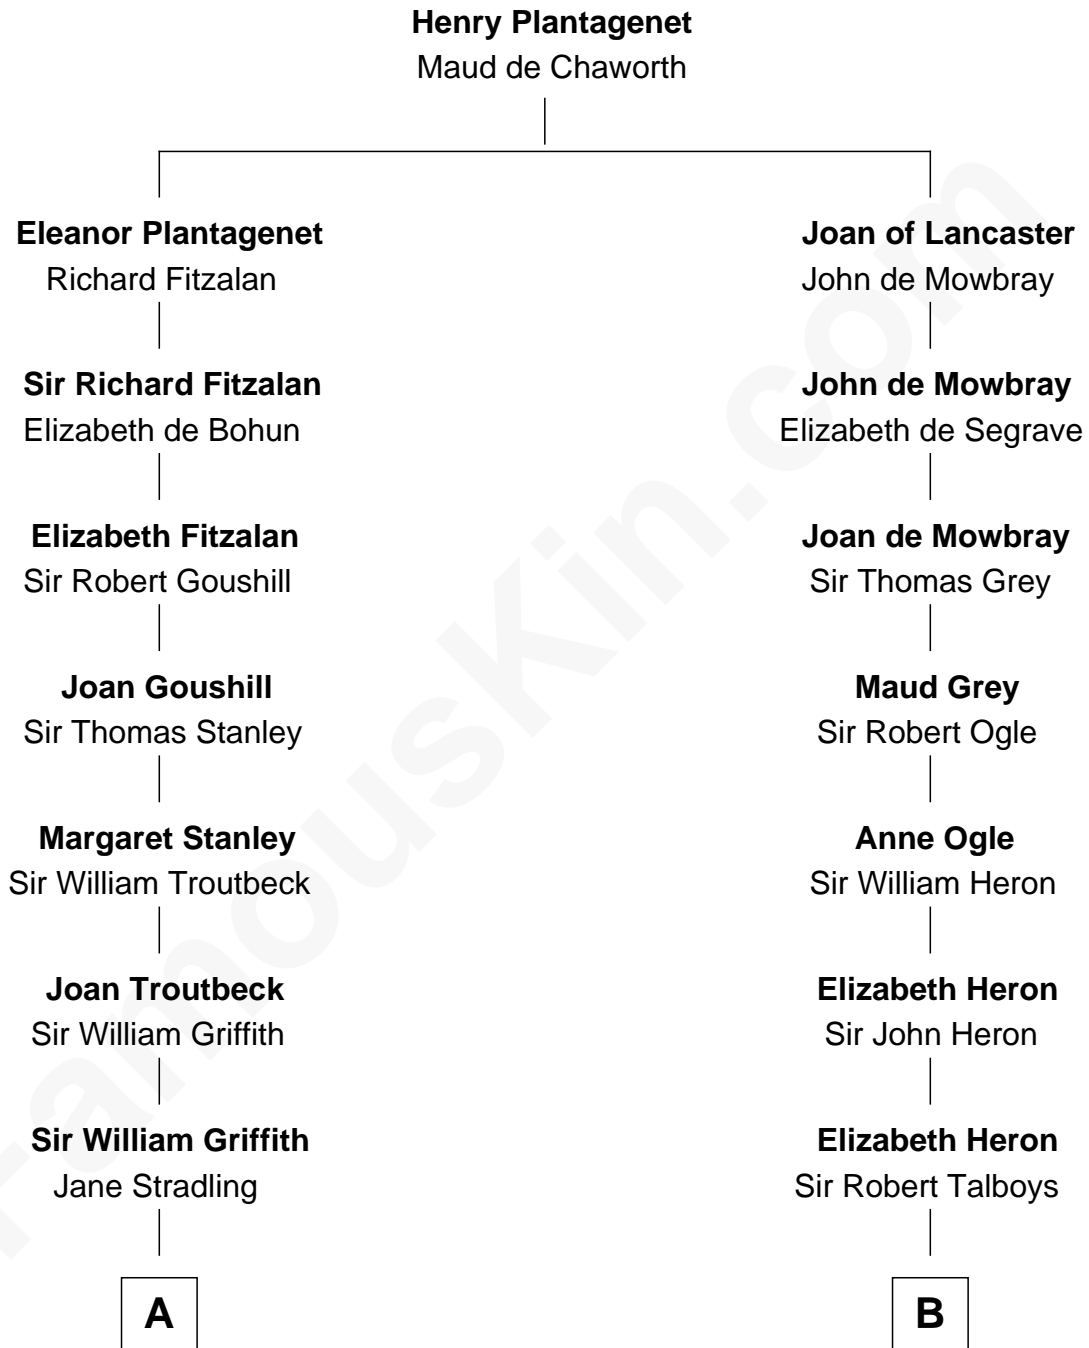 Henry Plantagenet
Maud de Chaworth
Eleanor Plantagenet
Richard Fitzalan
Sir Richard Fitzalan
Elizabeth de Bohun
Elizabeth Fitzalan
Sir Robert Goushill
Joan Goushill
Sir Thomas Stanley
Margaret Stanley
Sir William Troutbeck
Joan Troutbeck
Sir William Griffith
Sir William Griffith
Jane Stradling
A
Joan of Lancaster
John de Mowbray
John de Mowbray
Elizabeth de Segrave
Joan de Mowbray
Sir Thomas Grey
Maud Grey
Sir Robert Ogle
Anne Ogle
Sir William Heron
Elizabeth Heron
Sir John Heron
Elizabeth Heron
Sir Robert Talboys
B
FamousKin.com